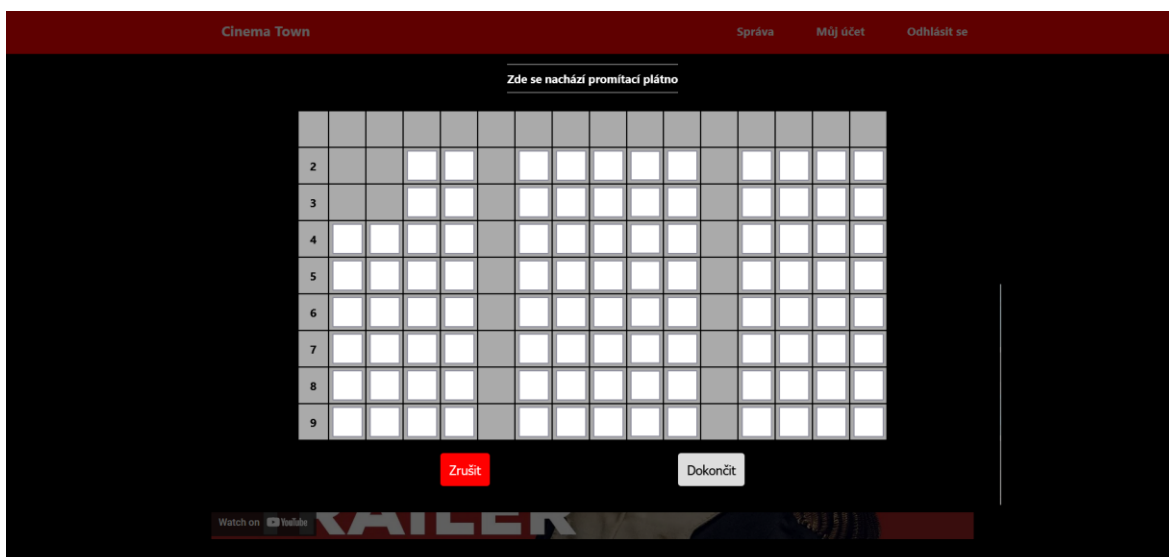 Cinema Town Správa Můj účet Odhlásit se
Zde se nachází promítací plátno
2
3
4
5
6
7
8
9
Zrušit Dokončit
Watch on YouTube
RAILER